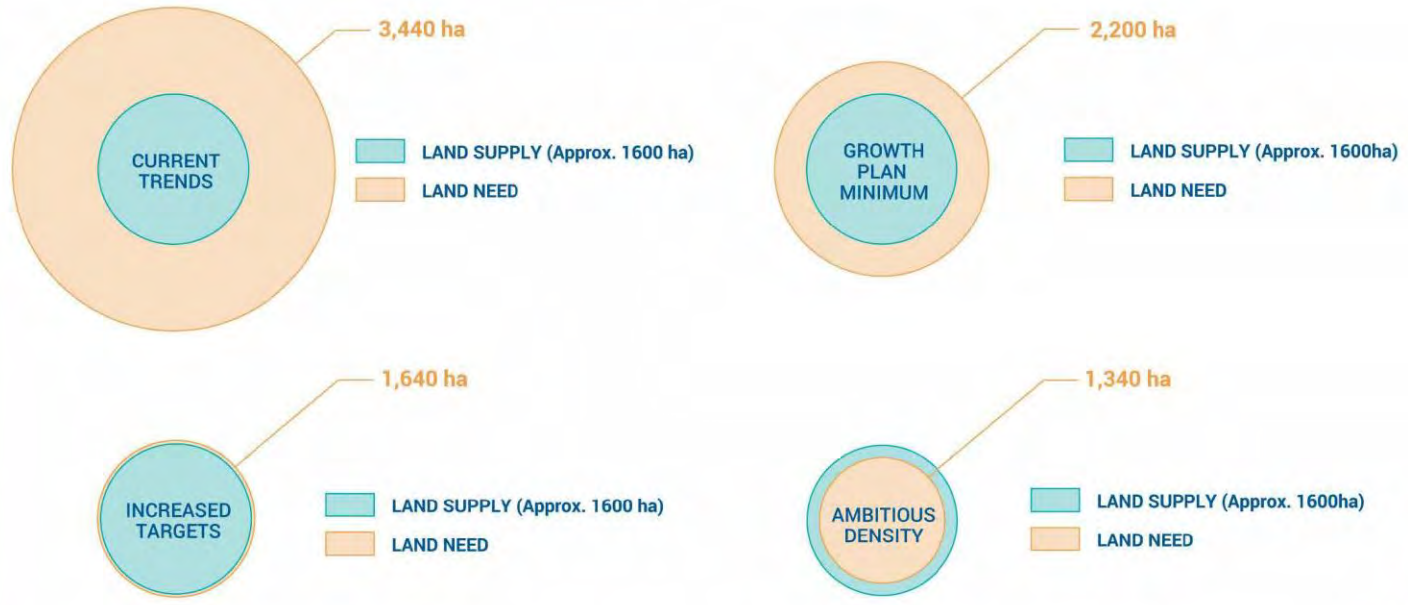 3,440 ha
CURRENT
TRENDS
LAND SUPPLY (Approx. 1600 ha)
LAND NEED
2,200 ha
GROWTH
PLAN
MINIMUM
LAND SUPPLY (Approx. 1600ha)
LAND NEED
1,640 ha
INCREASED
TARGETS
LAND SUPPLY (Approx. 1600 ha)
LAND NEED
1,340 ha
AMBITIOUS
DENSITY
LAND SUPPLY (Approx. 1600ha)
LAND NEED